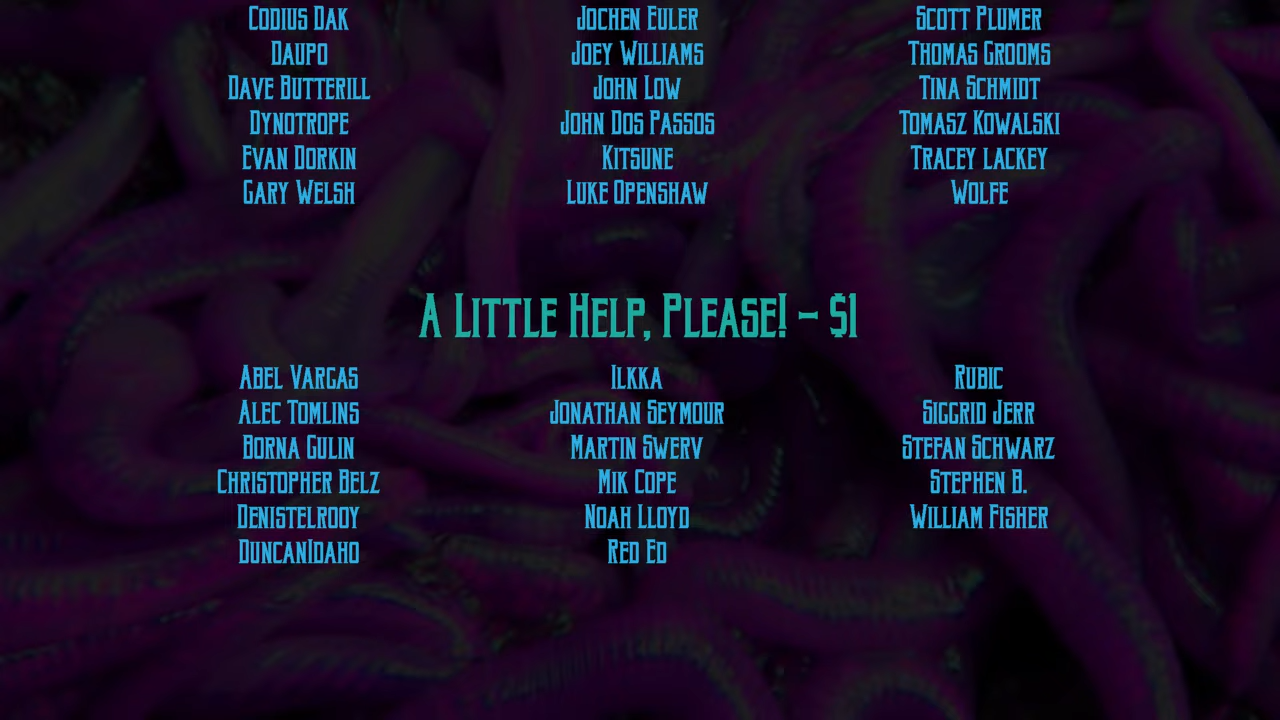 Codius Dak
Jochen Euler
Scott Plumer
Daupo
Joey Williams
Thomas Grooms
Dave Butterill
John Low
Tina Schmidt
Dynotrope
John Dos Passos
Tomasz Kowalski
Evan Dorkin
Kitsune
Tracey lackey
Gary Welsh
Luke Openshaw
Wolfe
A Little Help, Please! – $1
Abel Vargas
Ilkka
Rubic
Alec Tomlins
Jonathan Seymour
Siggrid Jerr
Borna Gulin
Martin Swerv
Stefan Schwarz
Christopher Belz
Mik Cope
Stephen B.
Denistelrooy
Noah Lloyd
William Fisher
DuncanIdaho
Red Ed